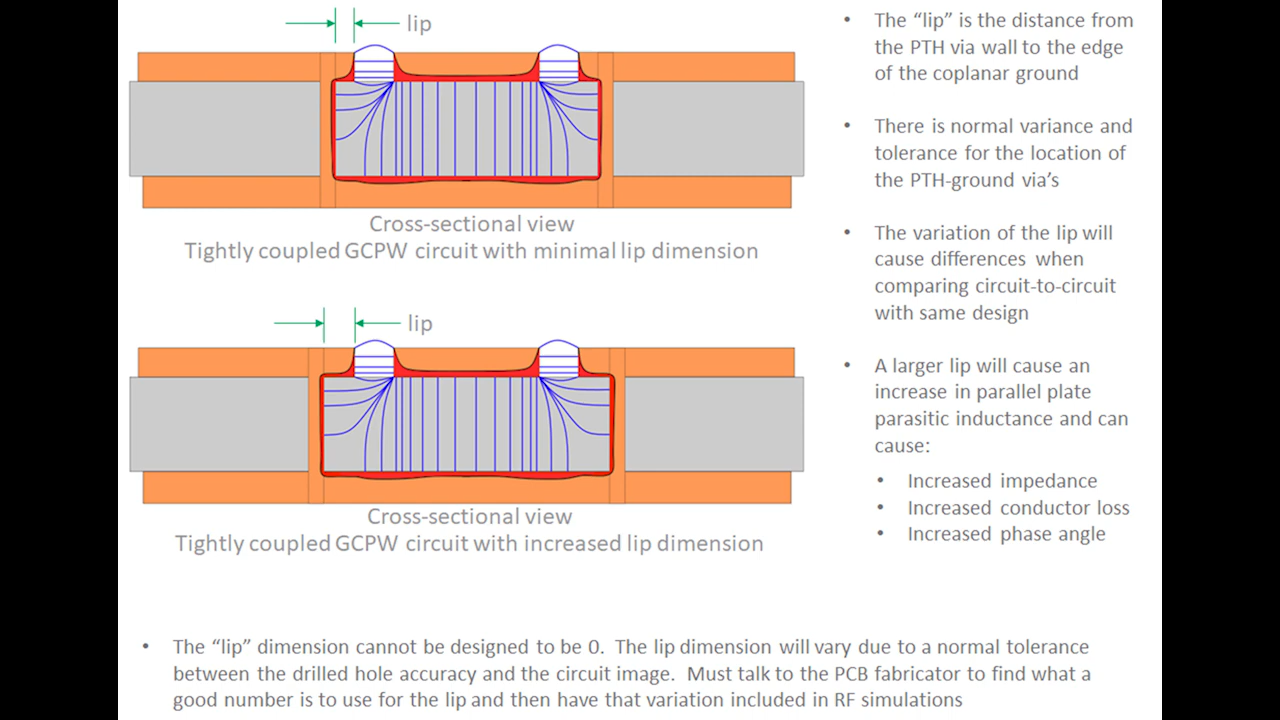 lip
Cross-sectional view
Tightly coupled GCPW circuit with minimal lip dimension
lip
Cross-sectional view
Tightly coupled GCPW circuit with increased lip dimension
• The “lip” is the distance from
the PTH via wall to the edge
of the coplanar ground
• There is normal variance and
tolerance for the location of
the PTH-ground via’s
• The variation of the lip will
cause differences when
comparing circuit-to-circuit
with same design
• A larger lip will cause an
increase in parallel plate
parasitic inductance and can
cause:
• Increased impedance
• Increased conductor loss
• Increased phase angle
• The “lip” dimension cannot be designed to be 0. The lip dimension will vary due to a normal tolerance
between the drilled hole accuracy and the circuit image. Must talk to the PCB fabricator to find what a
good number is to use for the lip and then have that variation included in RF simulations